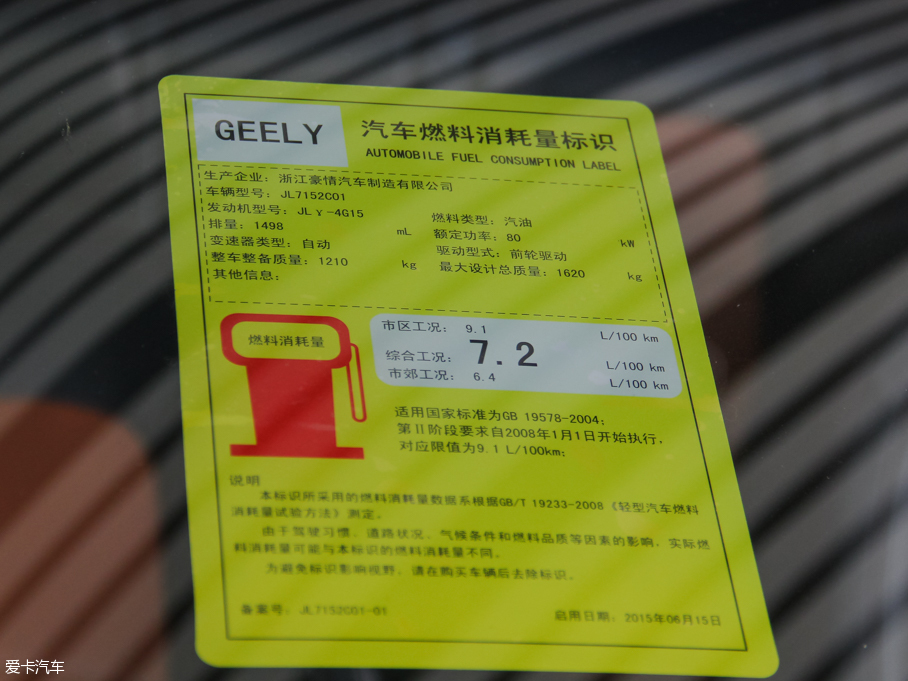 GEELY
汽车燃料消耗量标识
AUTOMOBILE FUEL CONSUMPTION LABEL
生产企业：浙江豪情汽车制造有限公司
车辆型号：JL7152C01
发动机型号：JLγ-4G15 燃料类型：汽油
排量：1498 mL 额定功率：80 kW
变速器类型：自动 驱动型式：前轮驱动
整车整备质量：1210 kg 最大设计总质量：1620 kg
其他信息：
燃料消耗量
市区工况： 9.1 L/100 km
综合工况： 7.2 L/100 km
市郊工况： 6.4 L/100 km
适用国家标准为GB 19578-2004；
第II阶段要求自2008年1月1日开始执行，
对应限值为9.1 L/100km；
说明
本标识所采用的燃料消耗量数据系根据GB/T 19233-2008《轻型汽车燃料
消耗量试验方法》测定。
由于驾驶习惯、道路状况、气候条件和燃料品质等因素的影响，实际燃
料消耗量可能与本标识的燃料消耗量不同。
为避免标识影响视野，请在购买车辆后去除标识。
备案号：JL7152C01-01 启用日期：2015年06月15日
爱卡汽车